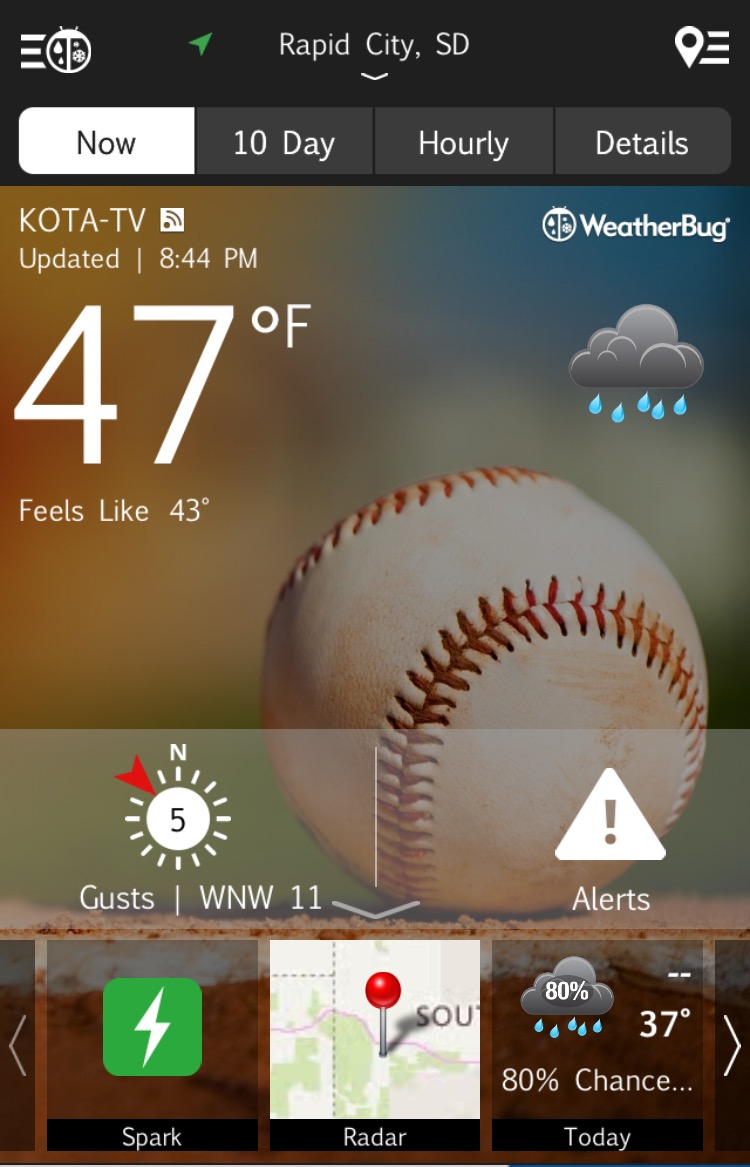 Rapid City, SD
Now
10 Day
Hourly
Details
KOTA-TV
WeatherBug
Updated | 8:44 PM
47°F
Feels Like 43°
N
5
Gusts | WNW 11
Alerts
SOU
80%
--
37°
80% Chance...
Spark
Radar
Today